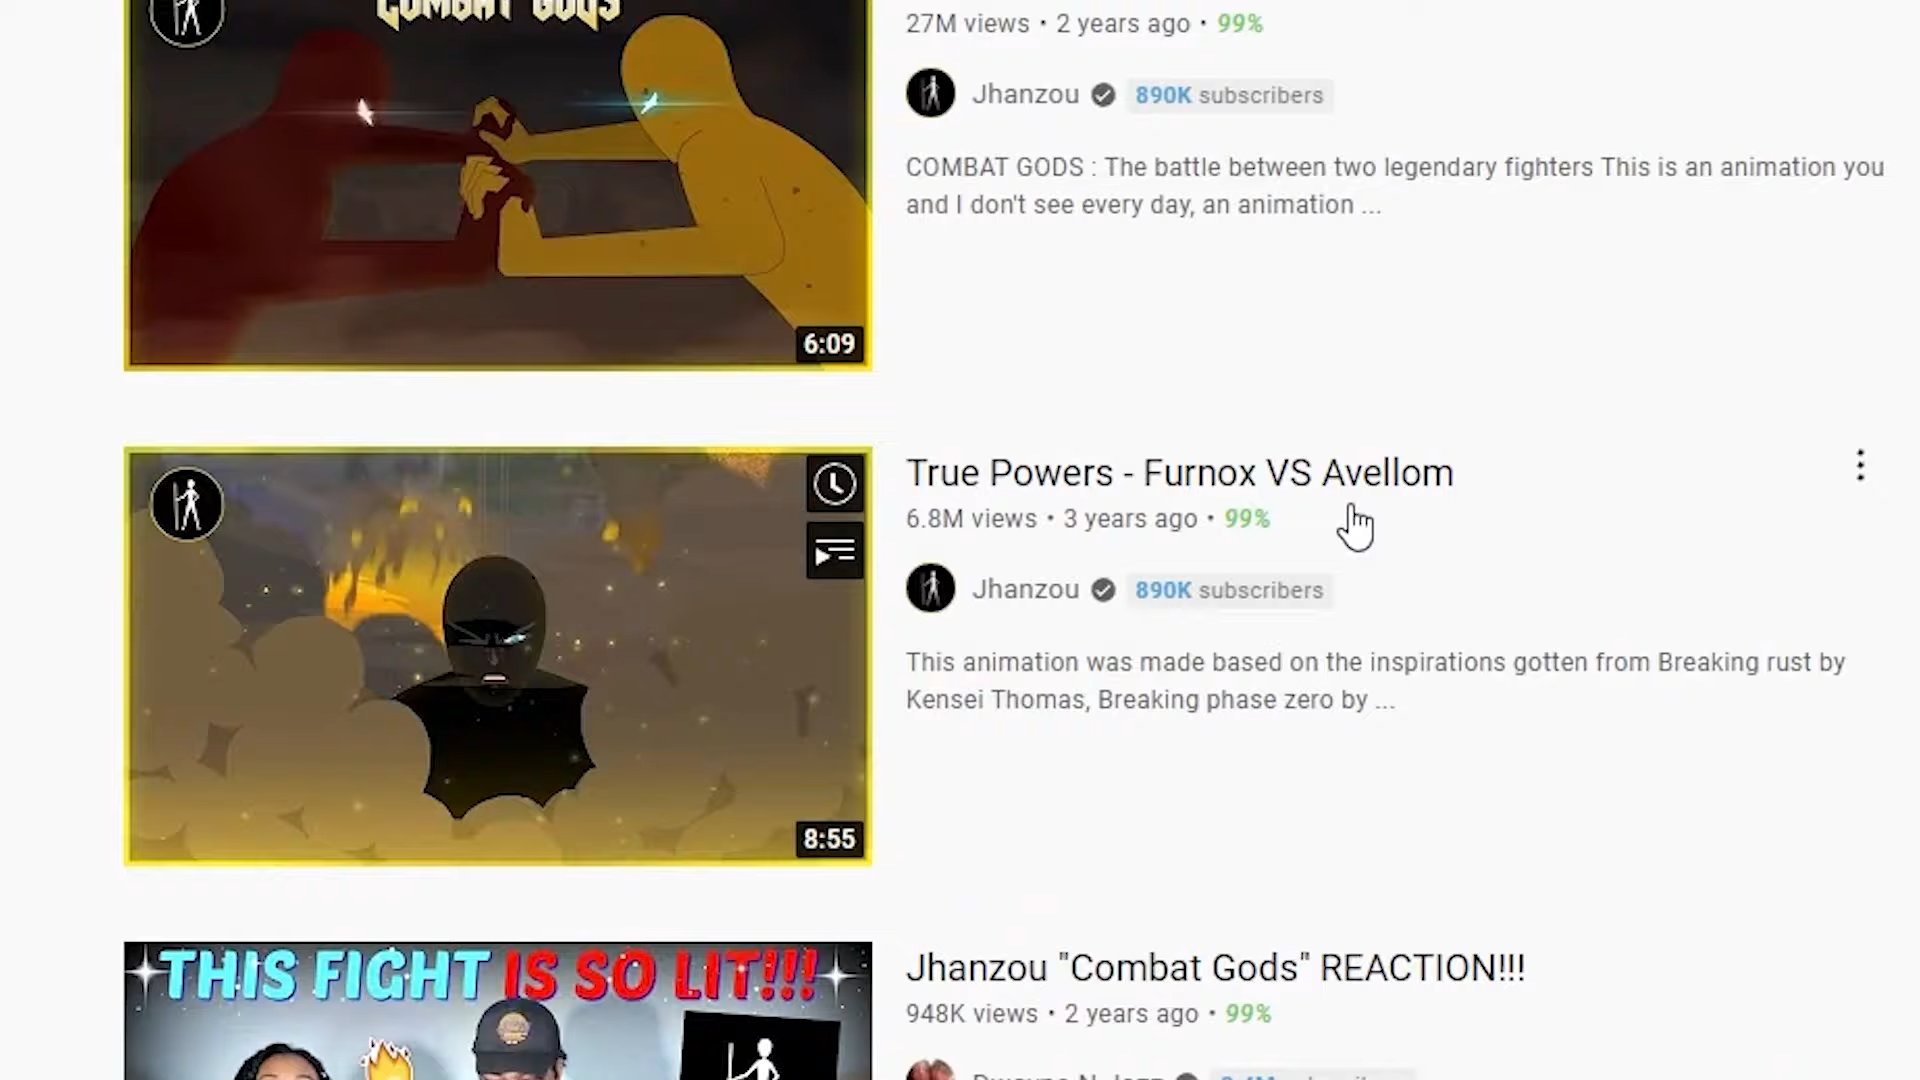 COMBAT GODS
27M views • 2 years ago • 99%
Jhanzou 890K subscribers
COMBAT GODS : The battle between two legendary fighters This is an animation you
and I don't see every day, an animation ...
6:09
True Powers - Furnox VS Avellom
6.8M views • 3 years ago • 99%
Jhanzou 890K subscribers
This animation was made based on the inspirations gotten from Breaking rust by
Kensei Thomas, Breaking phase zero by ...
8:55
THIS FIGHT IS SO LIT!!!
Jhanzou "Combat Gods" REACTION!!!
948K views • 2 years ago • 99%